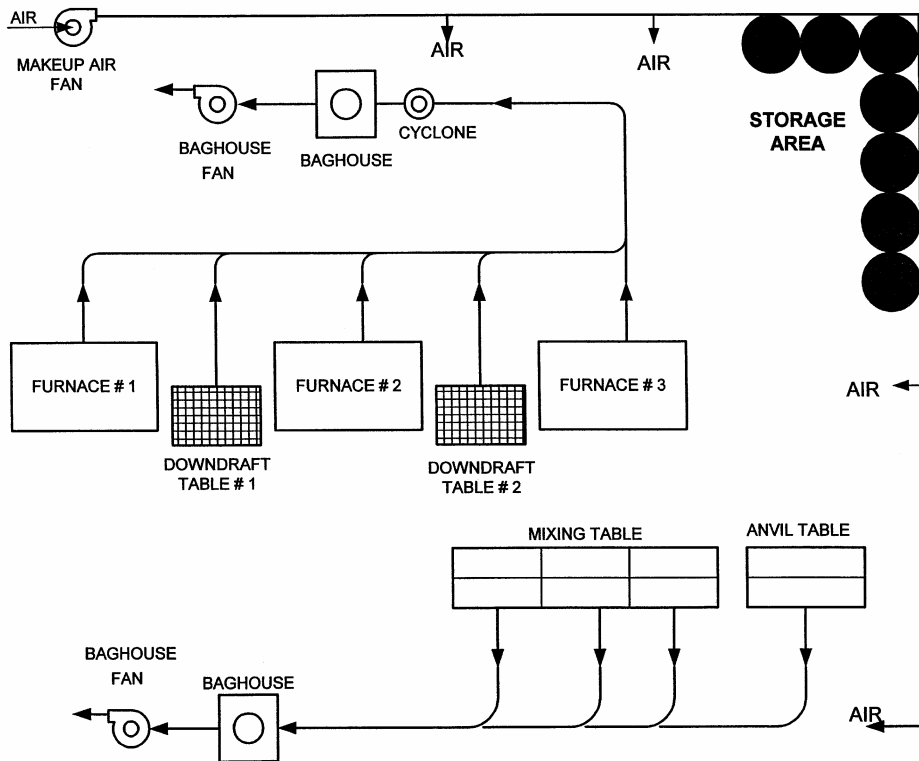 AIR
MAKEUP AIR
FAN
AIR
AIR
STORAGE
AREA
CYCLONE
BAGHOUSE
FAN
BAGHOUSE
FURNACE # 1
FURNACE # 2
FURNACE # 3
AIR
DOWNDRAFT
TABLE # 1
DOWNDRAFT
TABLE # 2
MIXING TABLE
ANVIL TABLE
BAGHOUSE
FAN
BAGHOUSE
AIR